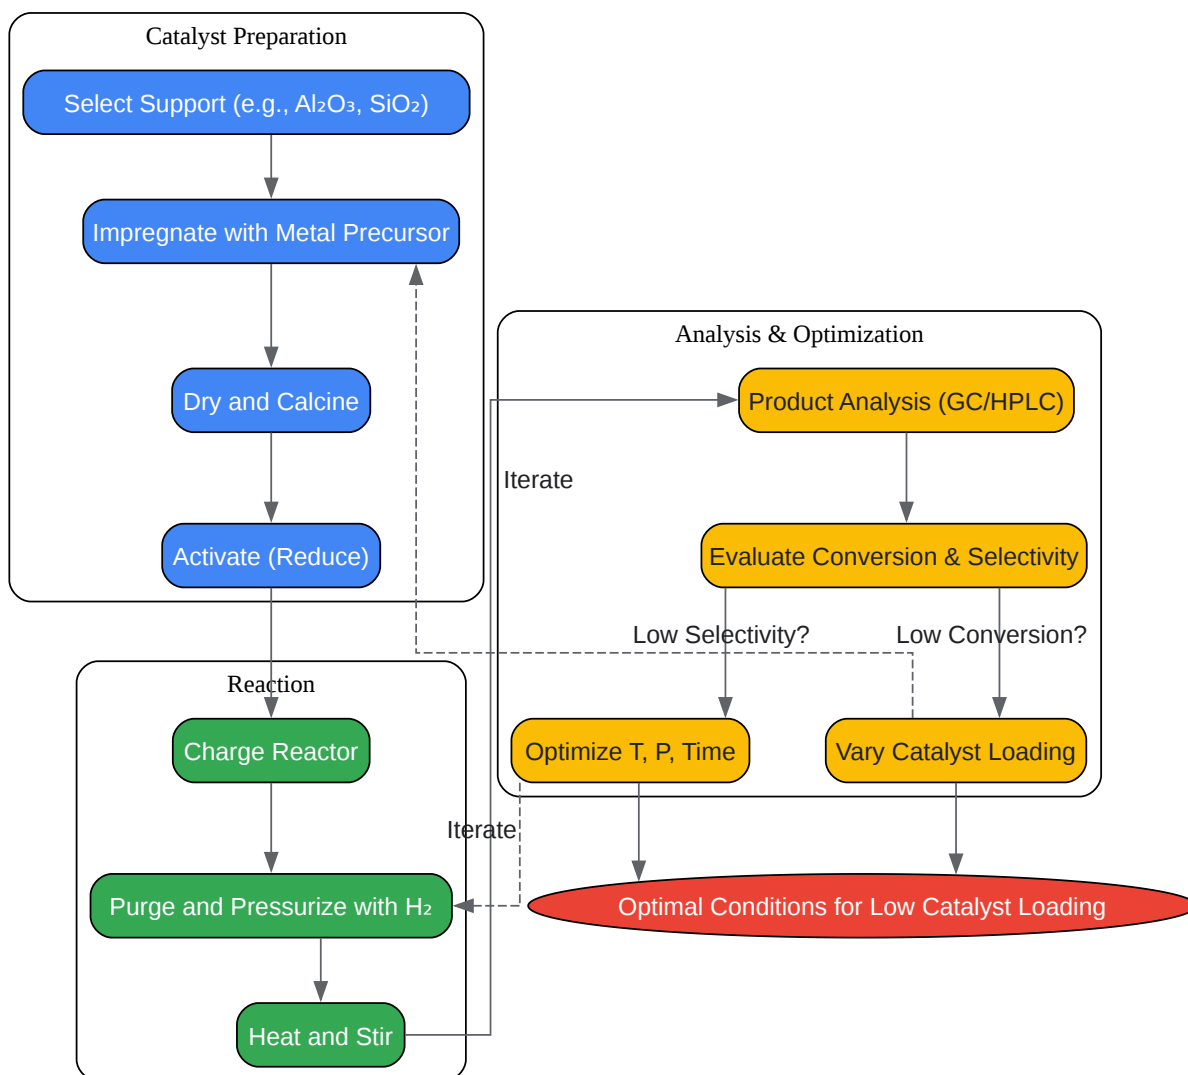 Catalyst Preparation
Select Support (e.g., Al₂O₃, SiO₂)
Impregnate with Metal Precursor
Dry and Calcine
Activate (Reduce)
Reaction
Charge Reactor
Purge and Pressurize with H₂
Heat and Stir
Analysis & Optimization
Product Analysis (GC/HPLC)
Iterate
Evaluate Conversion & Selectivity
Low Selectivity?
Low Conversion?
Optimize T, P, Time
Vary Catalyst Loading
Iterate
Optimal Conditions for Low Catalyst Loading